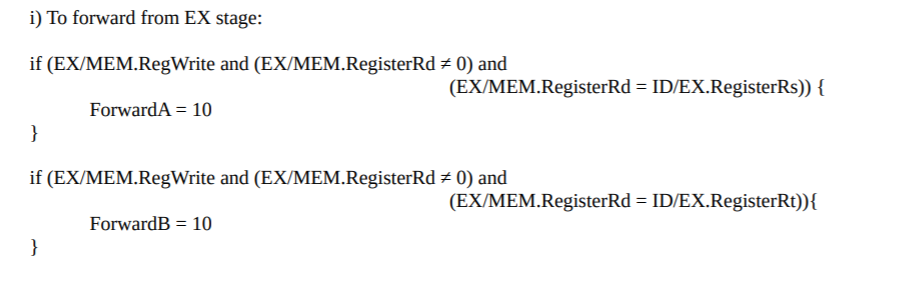 i) To forward from EX stage:
if (EX/MEM.RegWrite and (EX/MEM.RegisterRd ≠ 0) and
(EX/MEM.RegisterRd = ID/EX.RegisterRs)) {
ForwardA = 10
}
if (EX/MEM.RegWrite and (EX/MEM.RegisterRd ≠ 0) and
(EX/MEM.RegisterRd = ID/EX.RegisterRt)){
ForwardB = 10
}